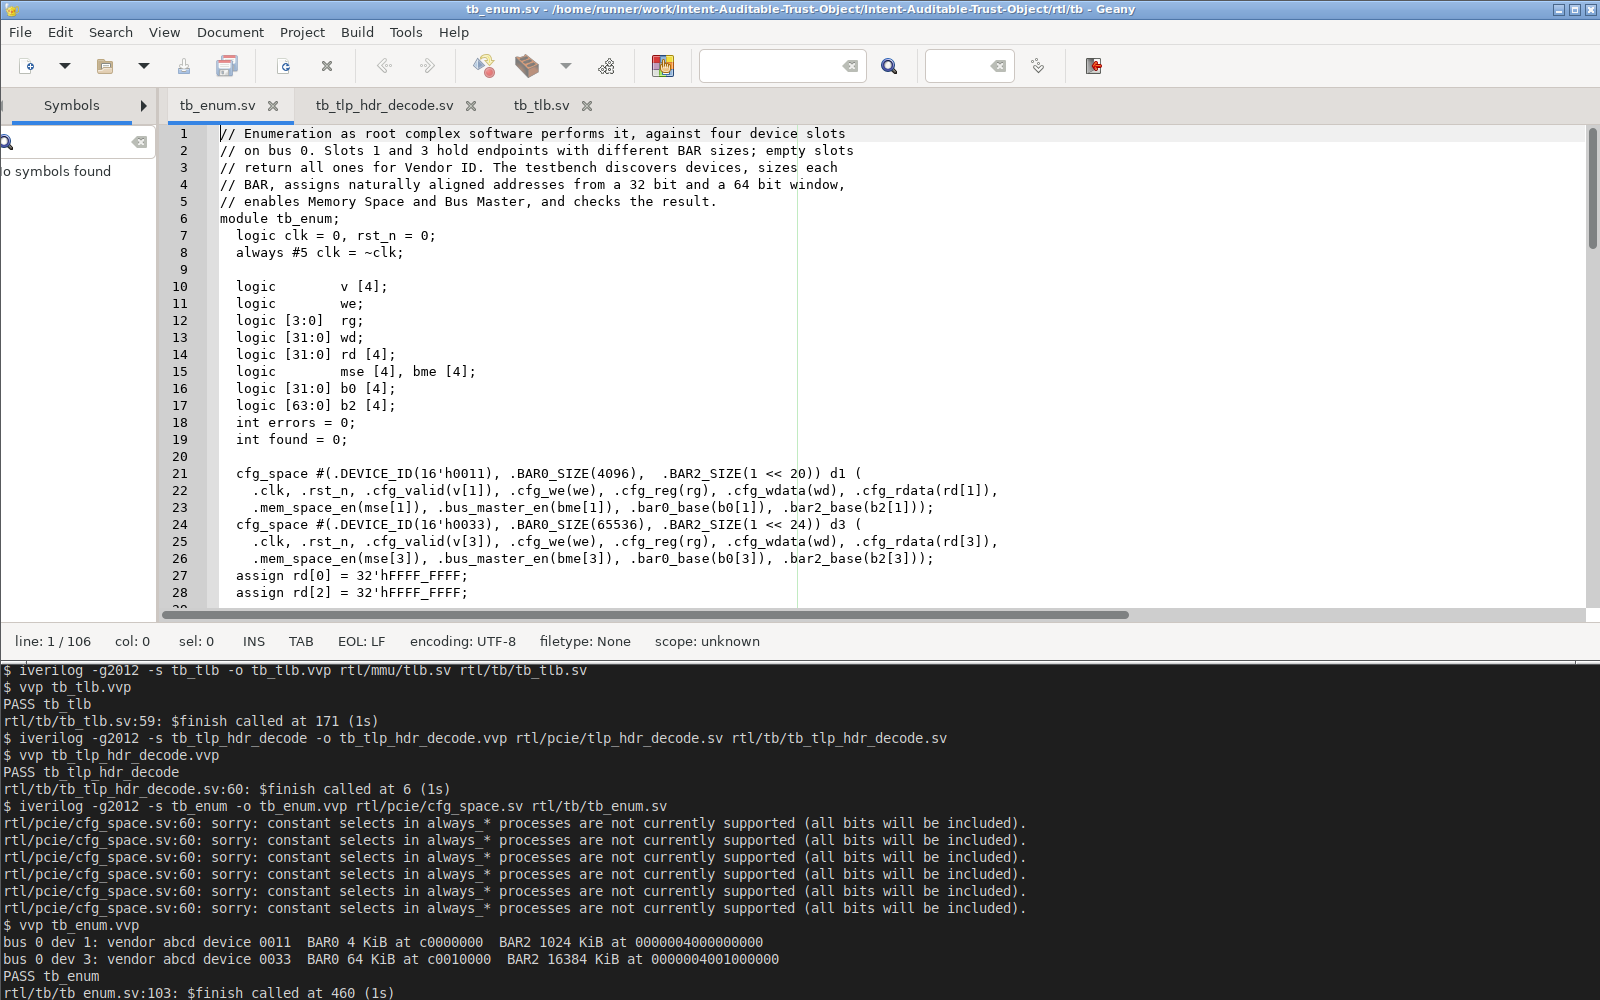 tb_enum.sv - /home/runner/work/Intent-Auditable-Trust-Object/Intent-Auditable-Trust-Object/rtl/tb - Geany
File Edit Search View Document Project Build Tools Help
Symbols
tb_enum.sv tb_tlp_hdr_decode.sv tb_tlb.sv
o symbols found
1 // Enumeration as root complex software performs it, against four device slots
2 // on bus 0. Slots 1 and 3 hold endpoints with different BAR sizes; empty slots
3 // return all ones for Vendor ID. The testbench discovers devices, sizes each
4 // BAR, assigns naturally aligned addresses from a 32 bit and a 64 bit window,
5 // enables Memory Space and Bus Master, and checks the result.
6 module tb_enum;
7   logic clk = 0, rst_n = 0;
8   always #5 clk = ~clk;
9
10   logic        v [4];
11   logic        we;
12   logic [3:0]  rg;
13   logic [31:0] wd;
14   logic [31:0] rd [4];
15   logic        mse [4], bme [4];
16   logic [31:0] b0 [4];
17   logic [63:0] b2 [4];
18   int errors = 0;
19   int found = 0;
20
21   cfg_space #(.DEVICE_ID(16'h0011), .BAR0_SIZE(4096),  .BAR2_SIZE(1 << 20)) d1 (
22     .clk, .rst_n, .cfg_valid(v[1]), .cfg_we(we), .cfg_reg(rg), .cfg_wdata(wd), .cfg_rdata(rd[1]),
23     .mem_space_en(mse[1]), .bus_master_en(bme[1]), .bar0_base(b0[1]), .bar2_base(b2[1]));
24   cfg_space #(.DEVICE_ID(16'h0033), .BAR0_SIZE(65536), .BAR2_SIZE(1 << 24)) d3 (
25     .clk, .rst_n, .cfg_valid(v[3]), .cfg_we(we), .cfg_reg(rg), .cfg_wdata(wd), .cfg_rdata(rd[3]),
26     .mem_space_en(mse[3]), .bus_master_en(bme[3]), .bar0_base(b0[3]), .bar2_base(b2[3]));
27   assign rd[0] = 32'hFFFF_FFFF;
28   assign rd[2] = 32'hFFFF_FFFF;
line: 1 / 106 col: 0 sel: 0 INS TAB EOL: LF encoding: UTF-8 filetype: None scope: unknown
$ iverilog -g2012 -s tb_tlb -o tb_tlb.vvp rtl/mmu/tlb.sv rtl/tb/tb_tlb.sv
$ vvp tb_tlb.vvp
PASS tb_tlb
rtl/tb/tb_tlb.sv:59: $finish called at 171 (1s)
$ iverilog -g2012 -s tb_tlp_hdr_decode -o tb_tlp_hdr_decode.vvp rtl/pcie/tlp_hdr_decode.sv rtl/tb/tb_tlp_hdr_decode.sv
$ vvp tb_tlp_hdr_decode.vvp
PASS tb_tlp_hdr_decode
rtl/tb/tb_tlp_hdr_decode.sv:60: $finish called at 6 (1s)
$ iverilog -g2012 -s tb_enum -o tb_enum.vvp rtl/pcie/cfg_space.sv rtl/tb/tb_enum.sv
rtl/pcie/cfg_space.sv:60: sorry: constant selects in always_* processes are not currently supported (all bits will be included).
rtl/pcie/cfg_space.sv:60: sorry: constant selects in always_* processes are not currently supported (all bits will be included).
rtl/pcie/cfg_space.sv:60: sorry: constant selects in always_* processes are not currently supported (all bits will be included).
rtl/pcie/cfg_space.sv:60: sorry: constant selects in always_* processes are not currently supported (all bits will be included).
rtl/pcie/cfg_space.sv:60: sorry: constant selects in always_* processes are not currently supported (all bits will be included).
rtl/pcie/cfg_space.sv:60: sorry: constant selects in always_* processes are not currently supported (all bits will be included).
$ vvp tb_enum.vvp
bus 0 dev 1: vendor abcd device 0011  BAR0 4 KiB at c0000000  BAR2 1024 KiB at 0000004000000000
bus 0 dev 3: vendor abcd device 0033  BAR0 64 KiB at c0010000  BAR2 16384 KiB at 0000004001000000
PASS tb_enum
rtl/tb/tb_enum.sv:103: $finish called at 460 (1s)